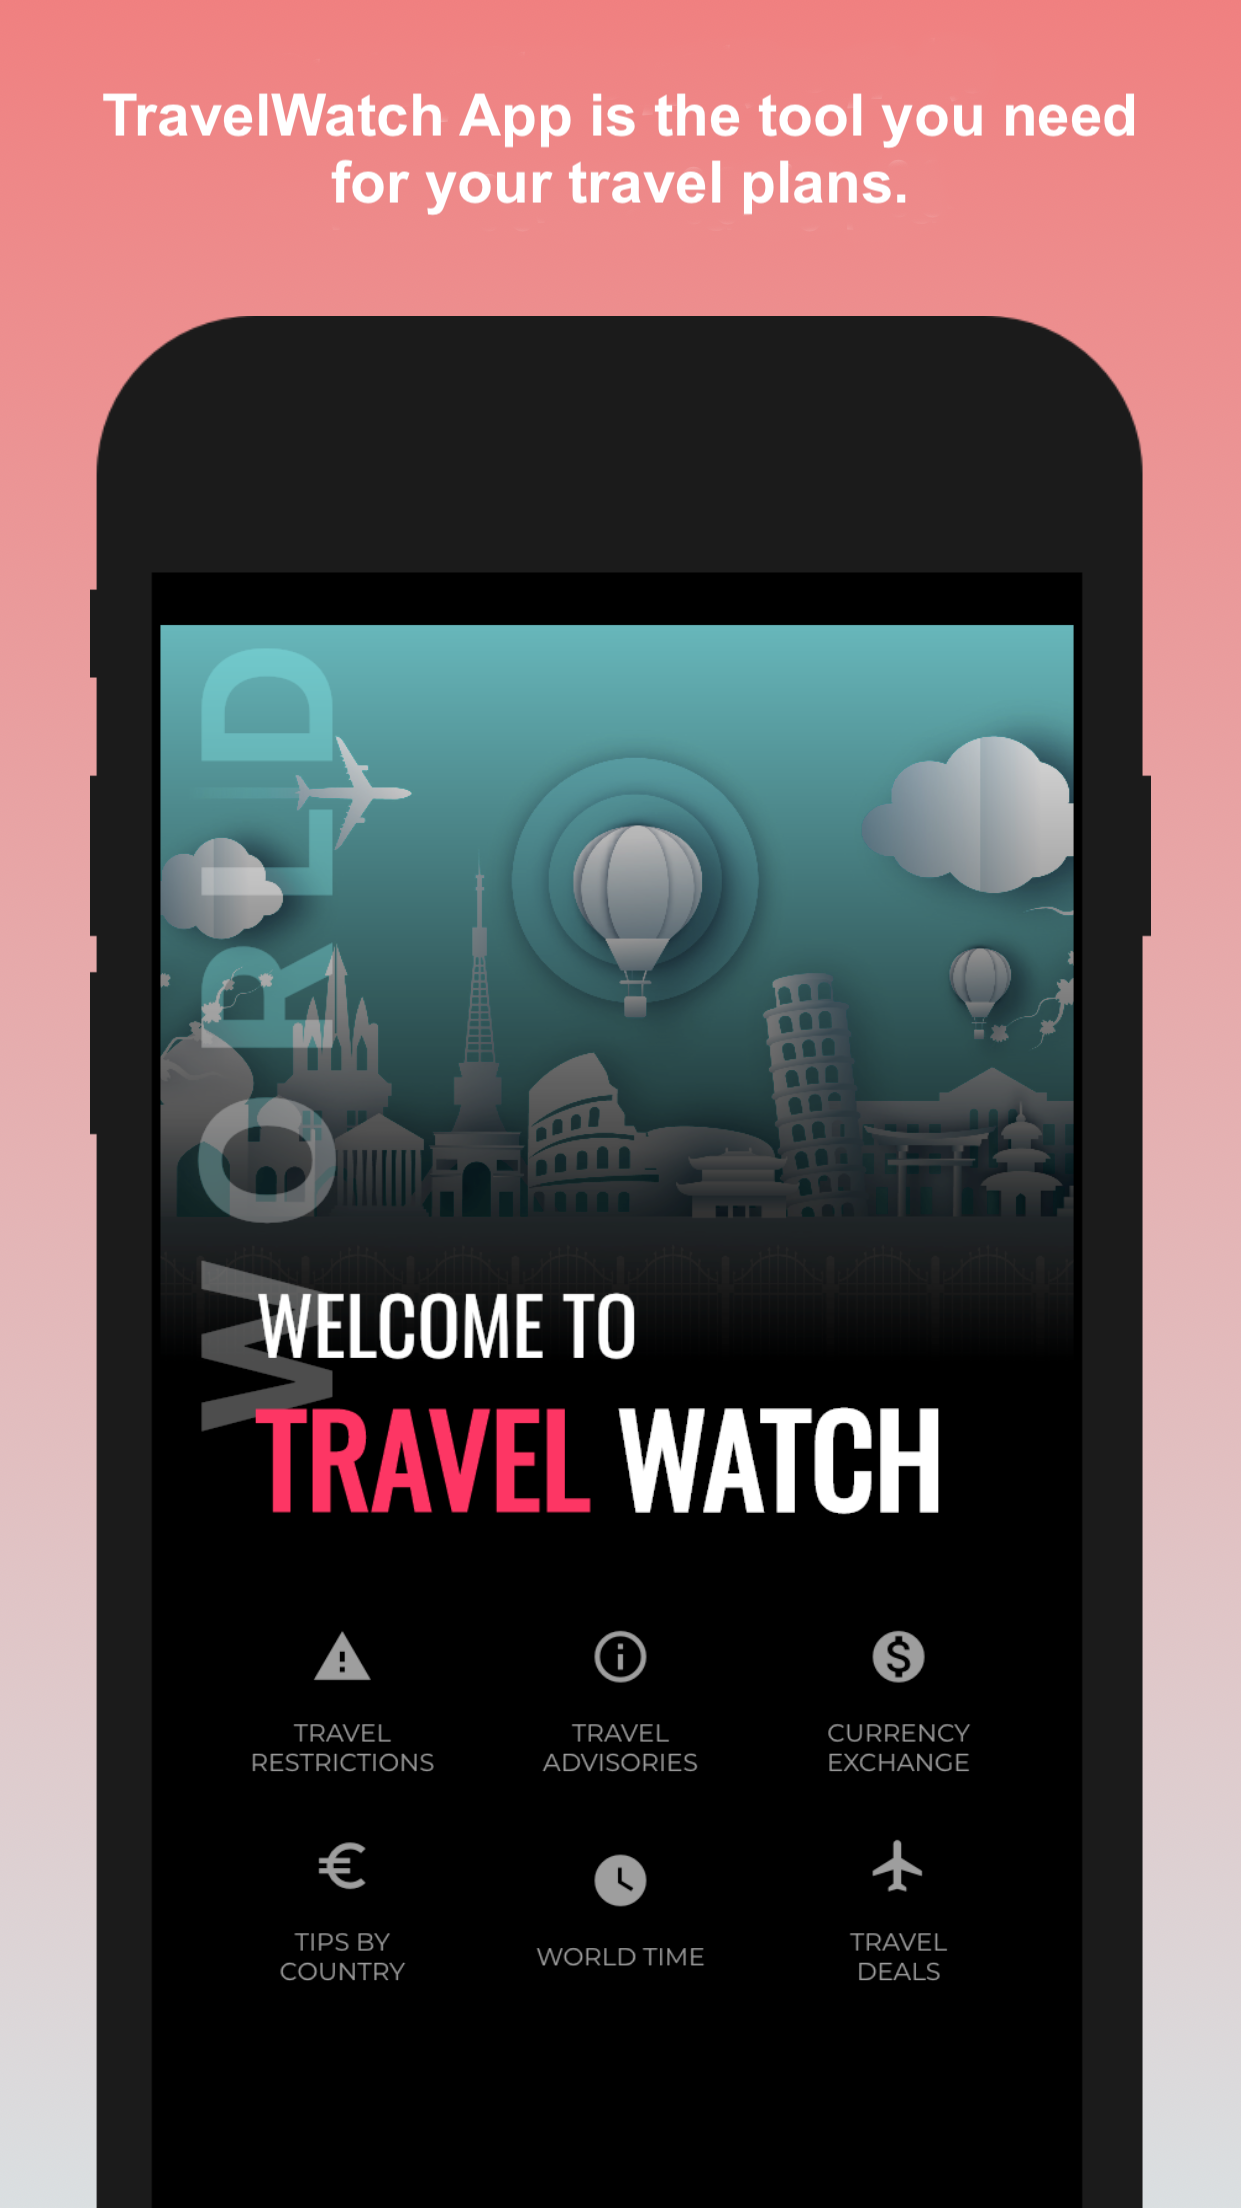 TravelWatch App is the tool you need
for your travel plans.
WORLD
WELCOME TO
TRAVEL WATCH
TRAVEL
RESTRICTIONS
TRAVEL
ADVISORIES
CURRENCY
EXCHANGE
TIPS BY
COUNTRY
WORLD TIME
TRAVEL
DEALS